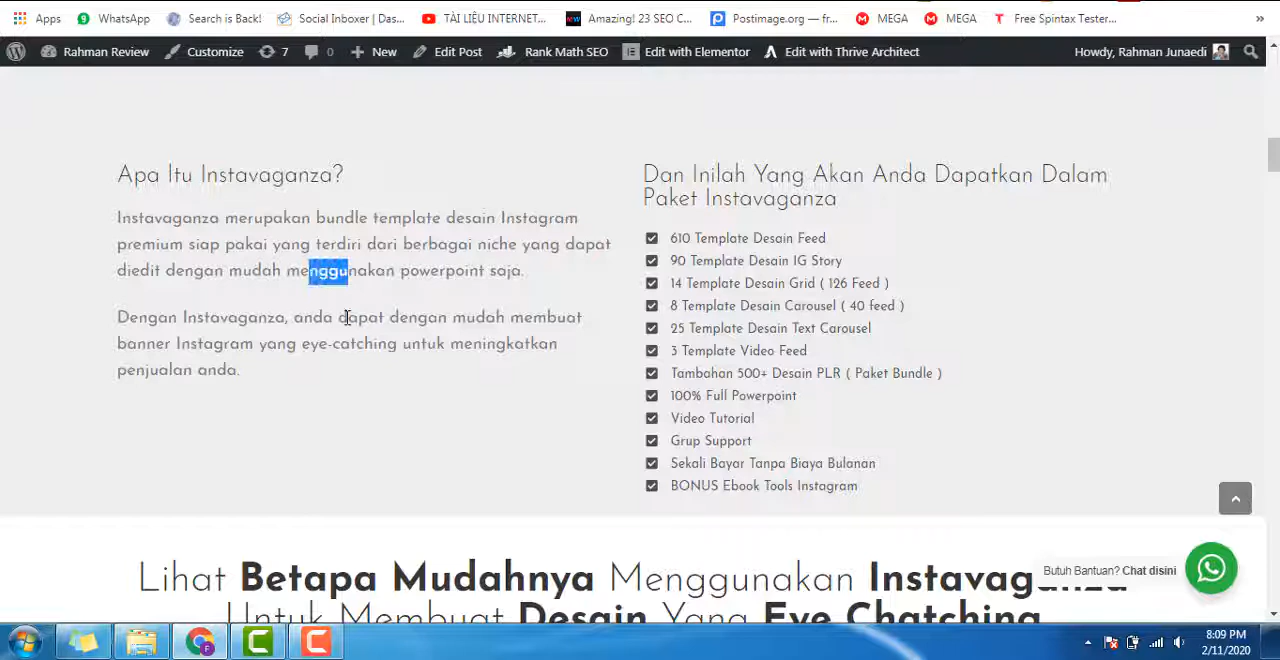 Apps WhatsApp Search is Back! Social Inboxer | Das... TÀI LIỆU INTERNET... Amazing! 23 SEO C... Postimage.org — fr... MEGA MEGA Free Spintax Tester... »
Rahman Review Customize 7 0 New Edit Post Rank Math SEO Edit with Elementor Edit with Thrive Architect Howdy, Rahman Junaedi
Apa Itu Instavaganza?
Instavaganza merupakan bundle template desain Instagram
premium siap pakai yang terdiri dari berbagai niche yang dapat
diedit dengan mudah menggunakan powerpoint saja.
Dengan Instavaganza, anda dapat dengan mudah membuat
banner Instagram yang eye-catching untuk meningkatkan
penjualan anda.
Dan Inilah Yang Akan Anda Dapatkan Dalam
Paket Instavaganza
610 Template Desain Feed
90 Template Desain IG Story
14 Template Desain Grid ( 126 Feed )
8 Template Desain Carousel ( 40 feed )
25 Template Desain Text Carousel
3 Template Video Feed
Tambahan 500+ Desain PLR ( Paket Bundle )
100% Full Powerpoint
Video Tutorial
Grup Support
Sekali Bayar Tanpa Biaya Bulanan
BONUS Ebook Tools Instagram
Butuh Bantuan? Chat disini
Lihat Betapa Mudahnya Menggunakan Instavaganza
Untuk Membuat Desain Yang Eye Chatching
8:09 PM
2/11/2020